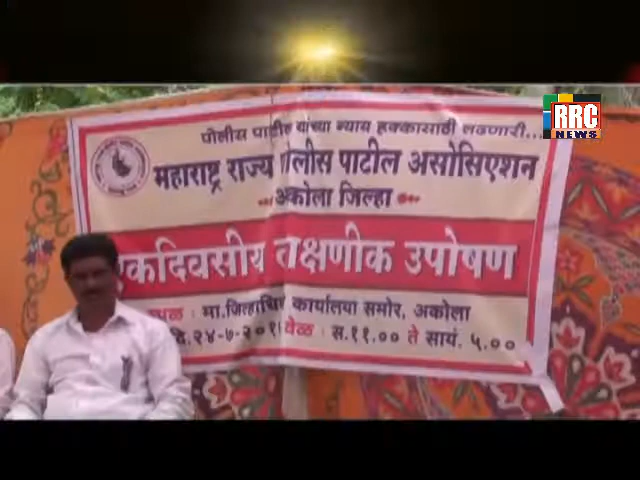 RRC
NEWS
पोलीस पाटील यांच्या न्याय हक्कासाठी लढणारी...
महाराष्ट्र राज्य पोलीस पाटील असोसिएशन
अकोला जिल्हा
एकदिवसीय लक्षणीक उपोषण
मा.जिल्हाधिकारी कार्यालया समोर, अकोला
दि.२४-७-२०१ वेळ : स.११.०० ते सायं. ५.००